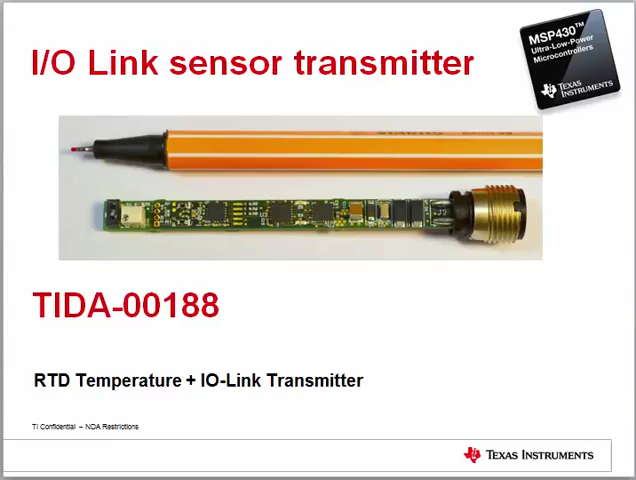 I/O Link sensor transmitter
MSP430™
Ultra-Low-Power
Microcontrollers
TEXAS
INSTRUMENTS
J2
TIDA-00188
RTD Temperature + IO-Link Transmitter
TI Confidential – NDA Restrictions
TEXAS INSTRUMENTS